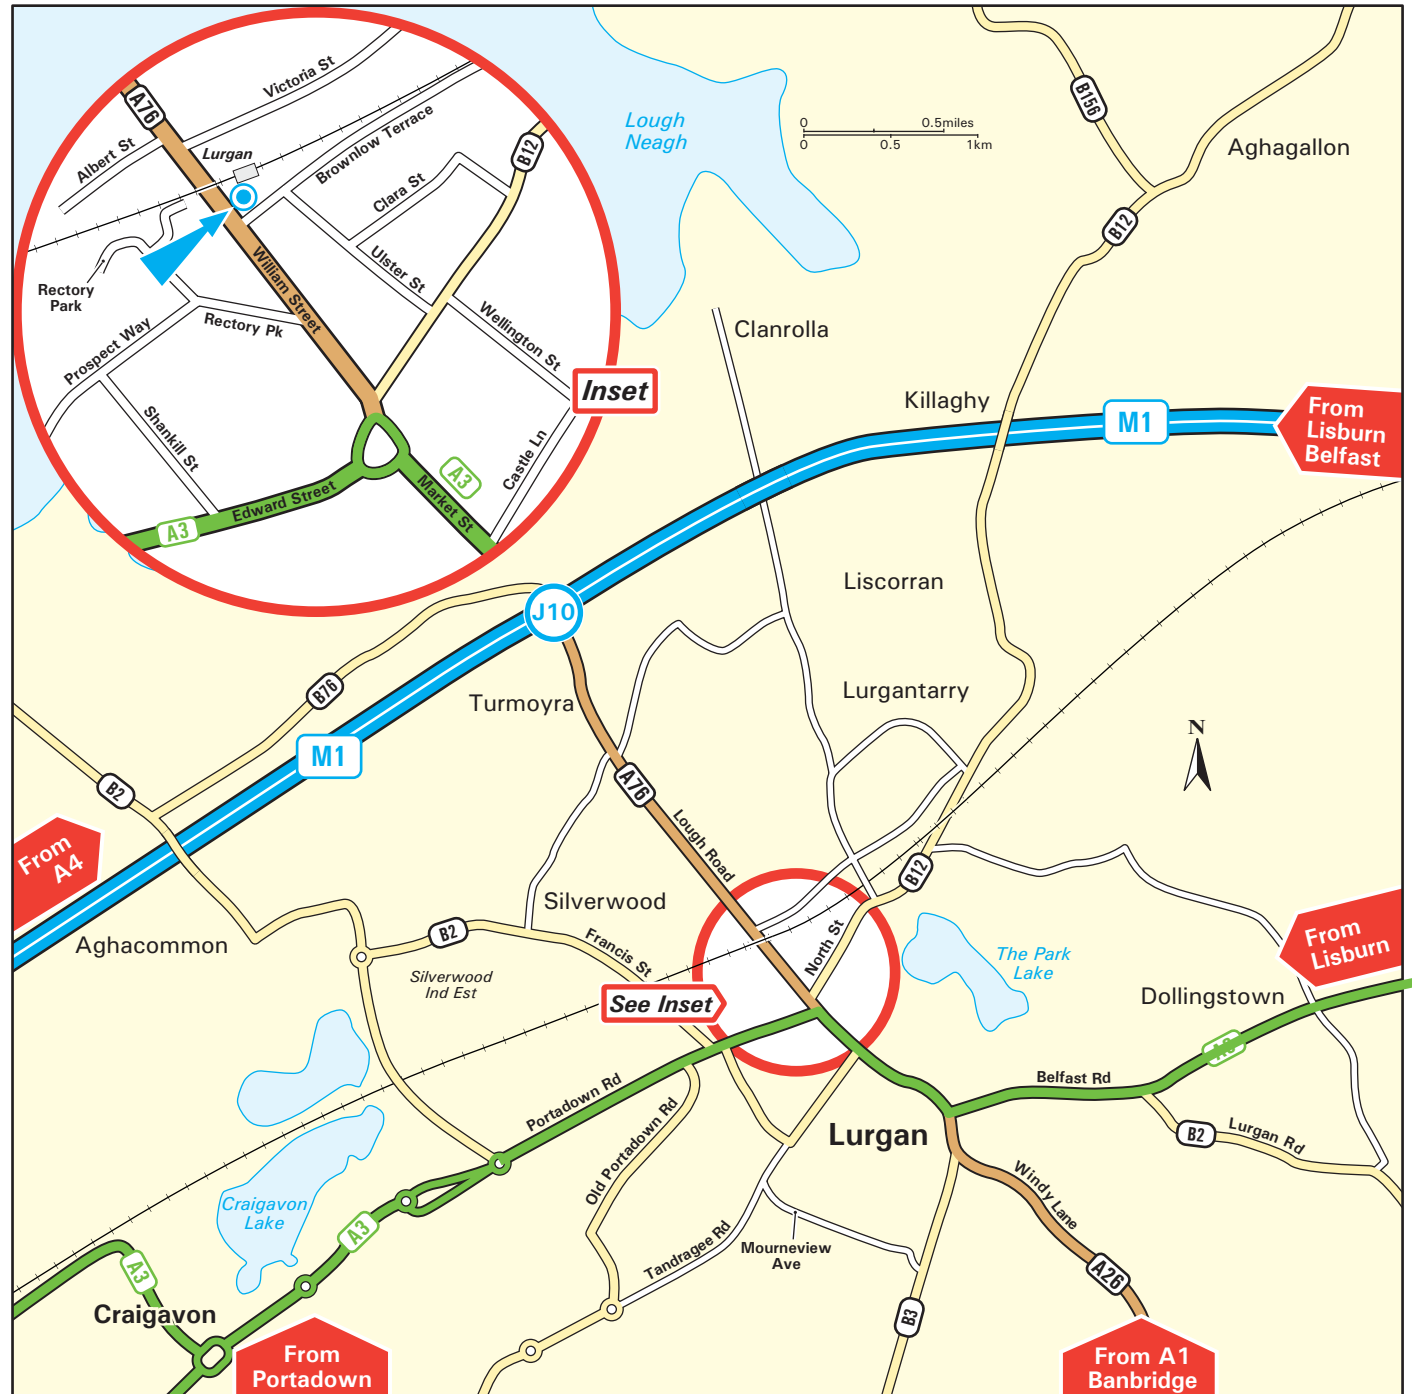 Victoria St
A76
Albert St
Lurgan
Brownlow Terrace
B12
Clara St
Rectory
Park
William Street
Ulster St
Rectory Pk
Wellington St
Prospect Way
Shankill St
Castle Ln
A3
Market St
Edward Street
A3
Inset
Lough
Neagh
0 0.5miles
0 0.5 1km
B156
Aghagallon
B12
Clanrolla
Killaghy
M1
From
Lisburn
Belfast
Liscorran
J10
B76
Turmoyra
Lurgantarry
N
M1
A76
B2
Lough Road
From
A4
B12
Silverwood
Aghacommon
B2
Francis St
North St
Silverwood
Ind Est
See Inset
The Park
Lake
From
Lisburn
Dollingstown
A3
Belfast Rd
Portadown Rd
Old Portadown Rd
Lurgan
B2
Lurgan Rd
Windy Lane
Craigavon
Lake
A3
Tandragee Rd
Mourneview
Ave
A3
A26
Craigavon
B3
From
Portadown
From A1
Banbridge